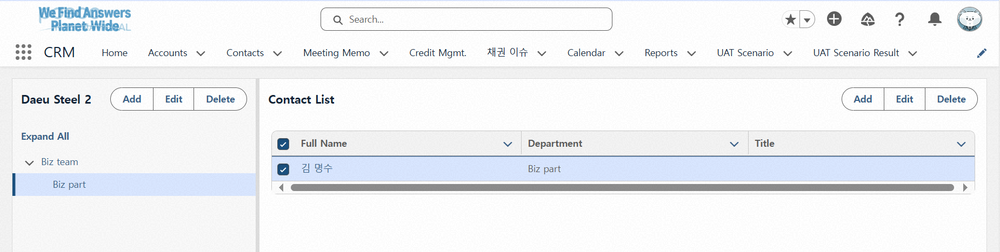 We Find Answers
Planet Wide
Search...
CRM
Home
Accounts
Contacts
Meeting Memo
Credit Mgmt.
채권 이슈
Calendar
Reports
UAT Scenario
UAT Scenario Result
Daeu Steel 2
Add
Edit
Delete
Expand All
Biz team
Biz part
Contact List
Add
Edit
Delete
Full Name
Department
Title
김 명수
Biz part